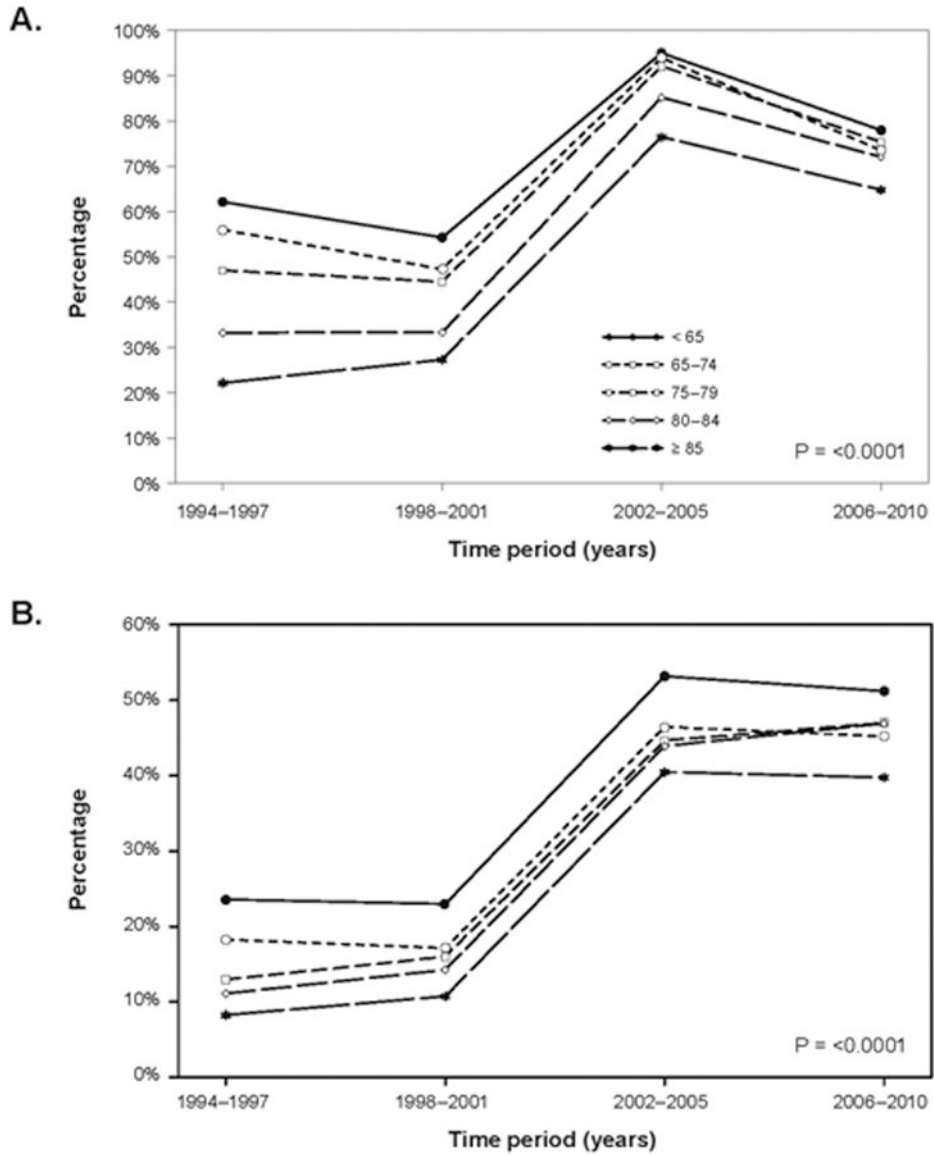 A.
100%
90%
80%
70%
60%
50%
40%
30%
20%
10%
0%
Percentage
< 65
65–74
75–79
80–84
≥ 85
P = <0.0001
1994–1997 1998–2001 2002–2005 2006–2010
Time period (years)
B.
60%
50%
40%
30%
20%
10%
0%
Percentage
P = <0.0001
1994–1997 1998–2001 2002–2005 2006–2010
Time period (years)